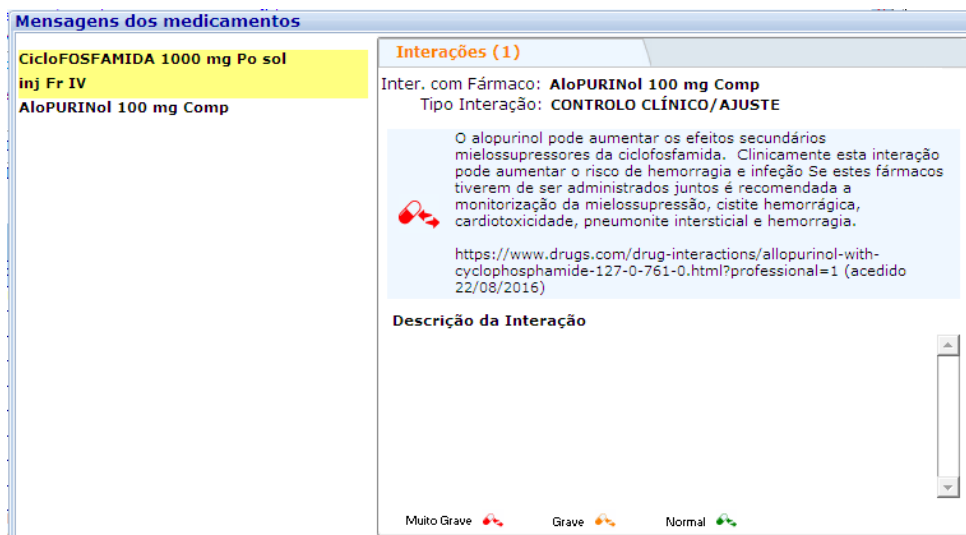 Mensagens dos medicamentos
CicloFOSFAMIDA 1000 mg Po sol
inj Fr IV
AloPURINol 100 mg Comp
Interações (1)
Inter. com Fármaco: AloPURINol 100 mg Comp
Tipo Interação: CONTROLO CLÍNICO/AJUSTE
O alopurinol pode aumentar os efeitos secundários
mielossupressores da ciclofosfamida. Clinicamente esta interação
pode aumentar o risco de hemorragia e infeção Se estes fármacos
tiverem de ser administrados juntos é recomendada a
monitorização da mielossupressão, cistite hemorrágica,
cardiotoxicidade, pneumonite intersticial e hemorragia.
https://www.drugs.com/drug-interactions/allopurinol-with-
cyclophosphamide-127-0-761-0.html?professional=1 (acedido
22/08/2016)
Descrição da Interação
Muito Grave Grave Normal